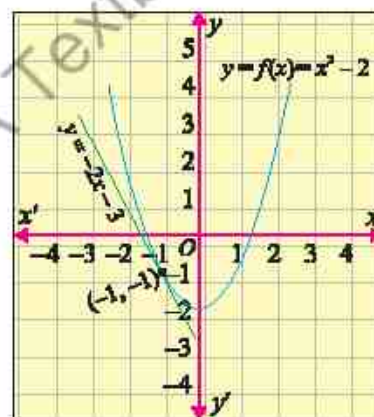 y
5
y = f(x) = x² − 2
4
3
y = −2x − 3
2
1
x′
O
x
−4 −3 −2 −1 1 2 3 4
−1
(−1, −1)
−2
−3
−4
y′